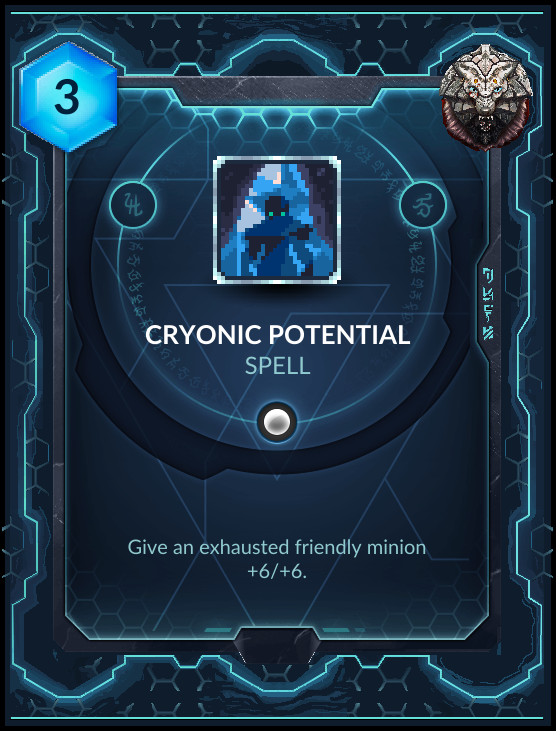 3
CRYONIC POTENTIAL
SPELL
Give an exhausted friendly minion
+6/+6.